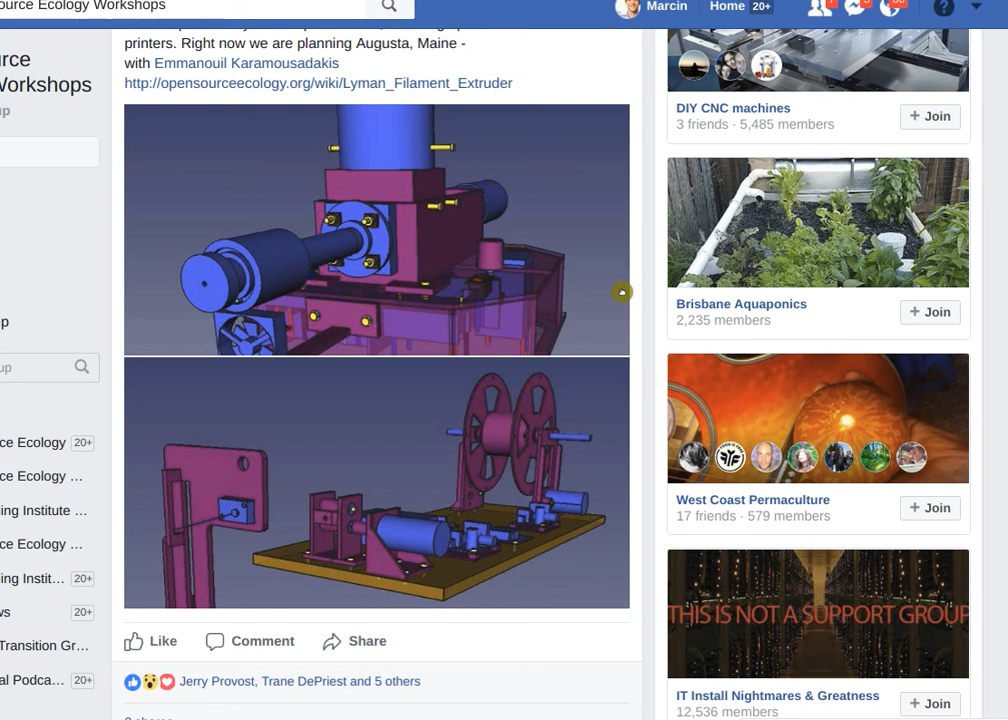 ource Ecology Workshops
Marcin
Home 20+
rce
Workshops
up
p
up
ce Ecology 20+
rce Ecology ...
ing Institute ...
ce Ecology ...
ing Instit... 20+
ws 20+
Transition Gr...
al Podca... 20+
printers. Right now we are planning Augusta, Maine -
with Emmanouil Karamousadakis
http://opensourceecology.org/wiki/Lyman_Filament_Extruder
Like Comment Share
Jerry Provost, Trane DePriest and 5 others
DIY CNC machines
3 friends · 5,485 members
+ Join
Brisbane Aquaponics
2,235 members
+ Join
West Coast Permaculture
17 friends · 579 members
+ Join
THIS IS NOT A SUPPORT GROUP
IT Install Nightmares & Greatness
12,536 members
+ Join